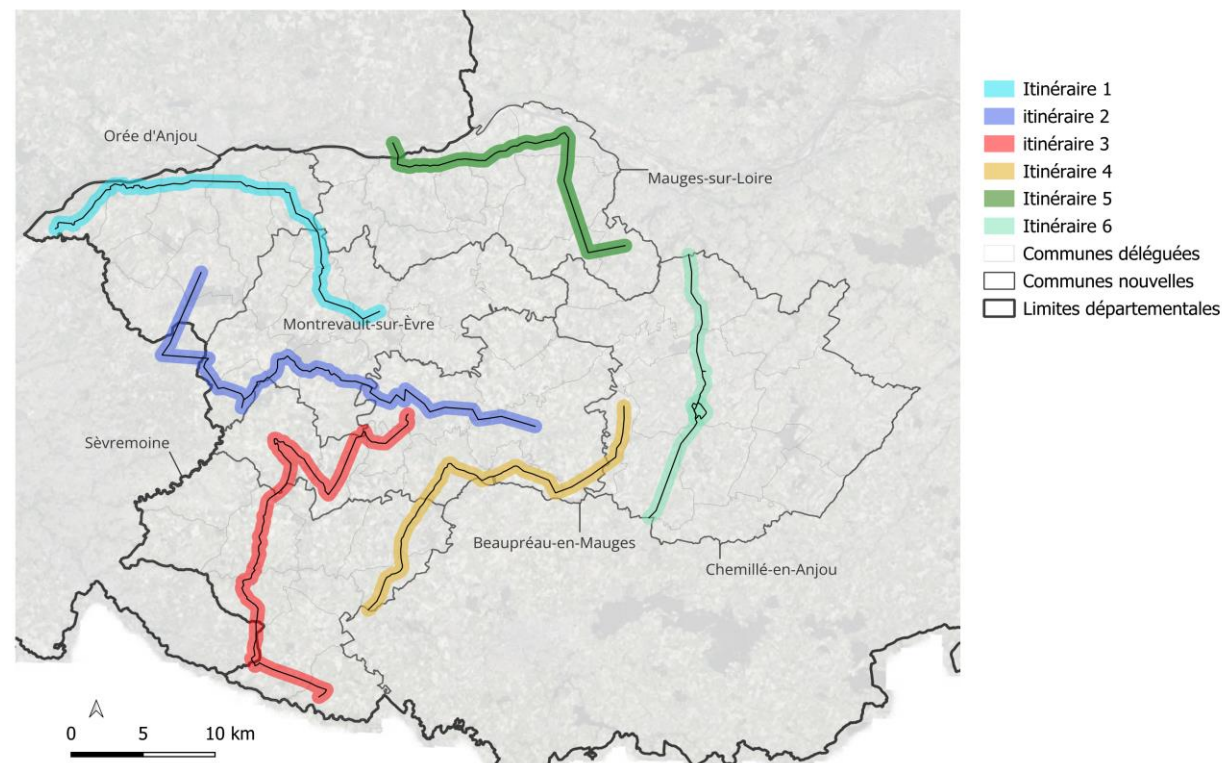 Itinéraire 1
itinéraire 2
itinéraire 3
Itinéraire 4
Itinéraire 5
Itinéraire 6
Communes déléguées
Communes nouvelles
Limites départementales
Orée d'Anjou
Mauges-sur-Loire
Montrevault-sur-Èvre
Sèvremoine
Beaupréau-en-Mauges
Chemillé-en-Anjou
0 5 10 km